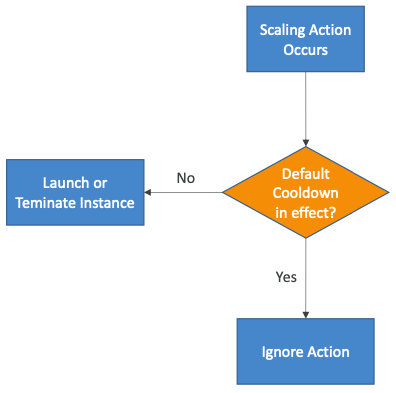 Scaling Action
Occurs
Default
Cooldown
in effect?
No
Launch or
Teminate Instance
Yes
Ignore Action